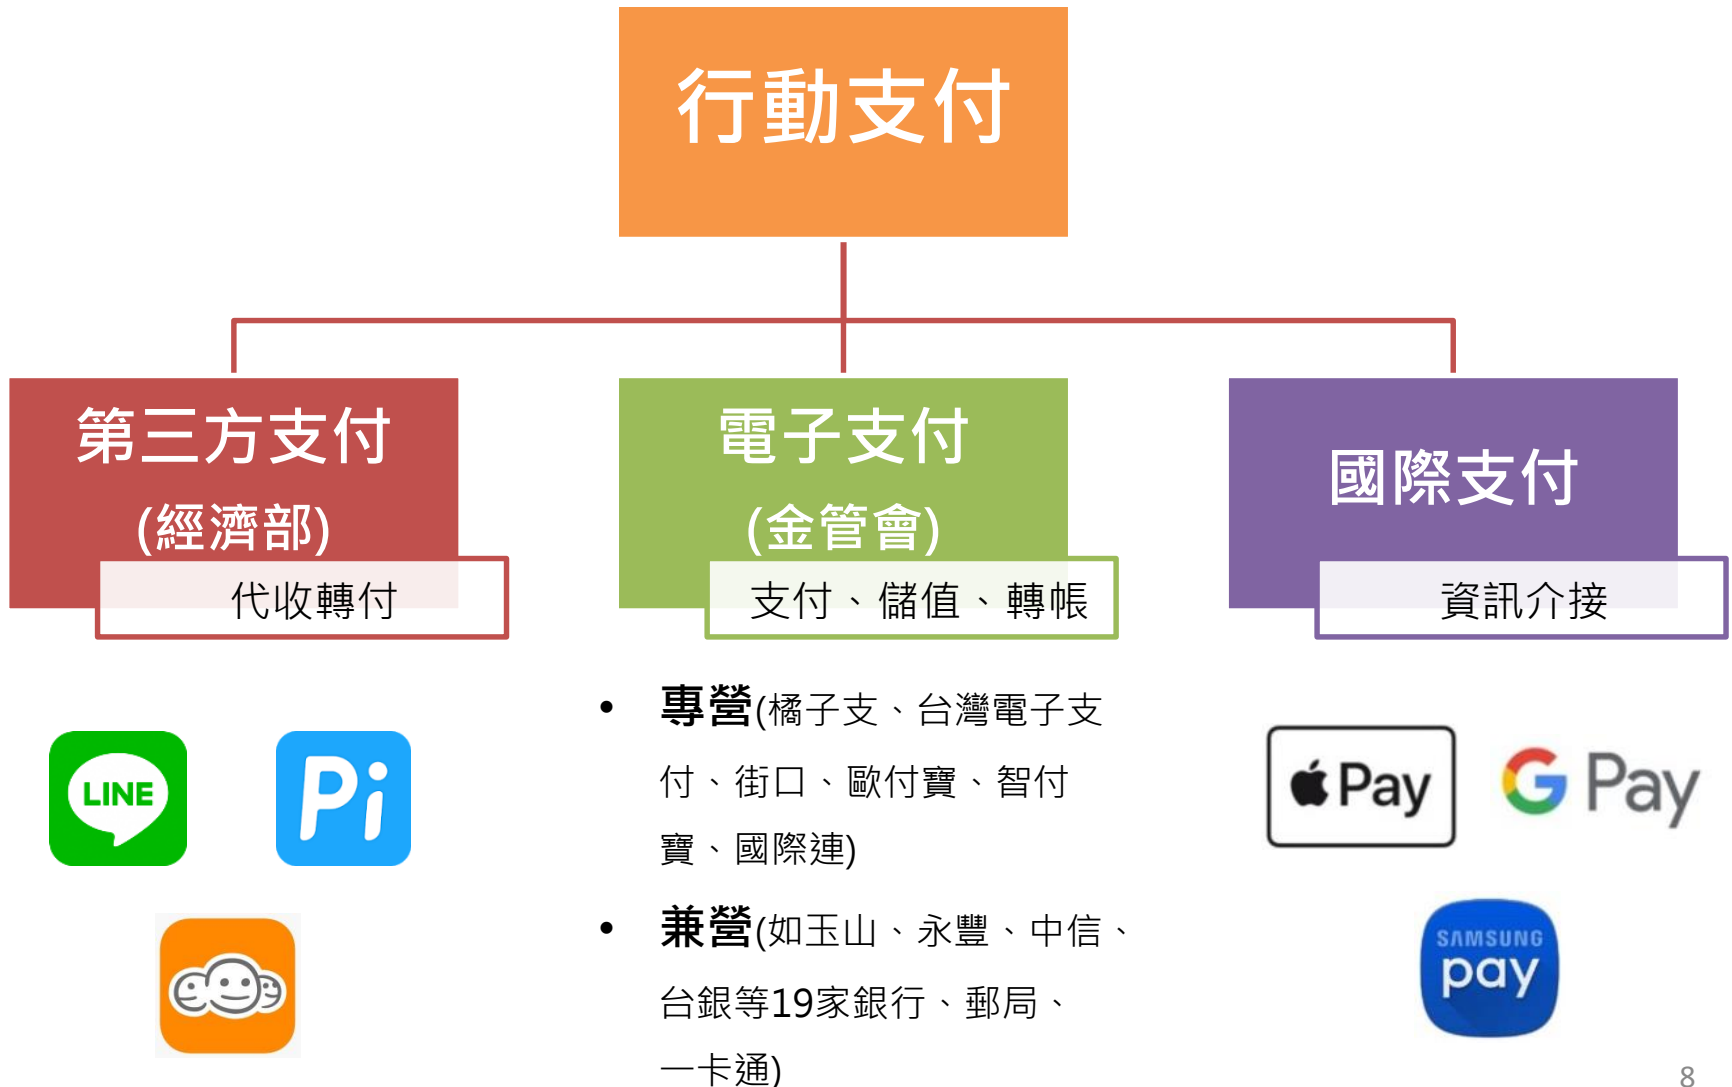 行動支付
第三方支付
(經濟部)
代收轉付
電子支付
(金管會)
支付、儲值、轉帳
國際支付
資訊介接
LINE
Pi
• 專營(橘子支、台灣電子支
付、街口、歐付寶、智付
寶、國際連)
• 兼營(如玉山、永豐、中信、
台銀等19家銀行、郵局、
一卡通)
Pay
G Pay
SAMSUNG
pay
8